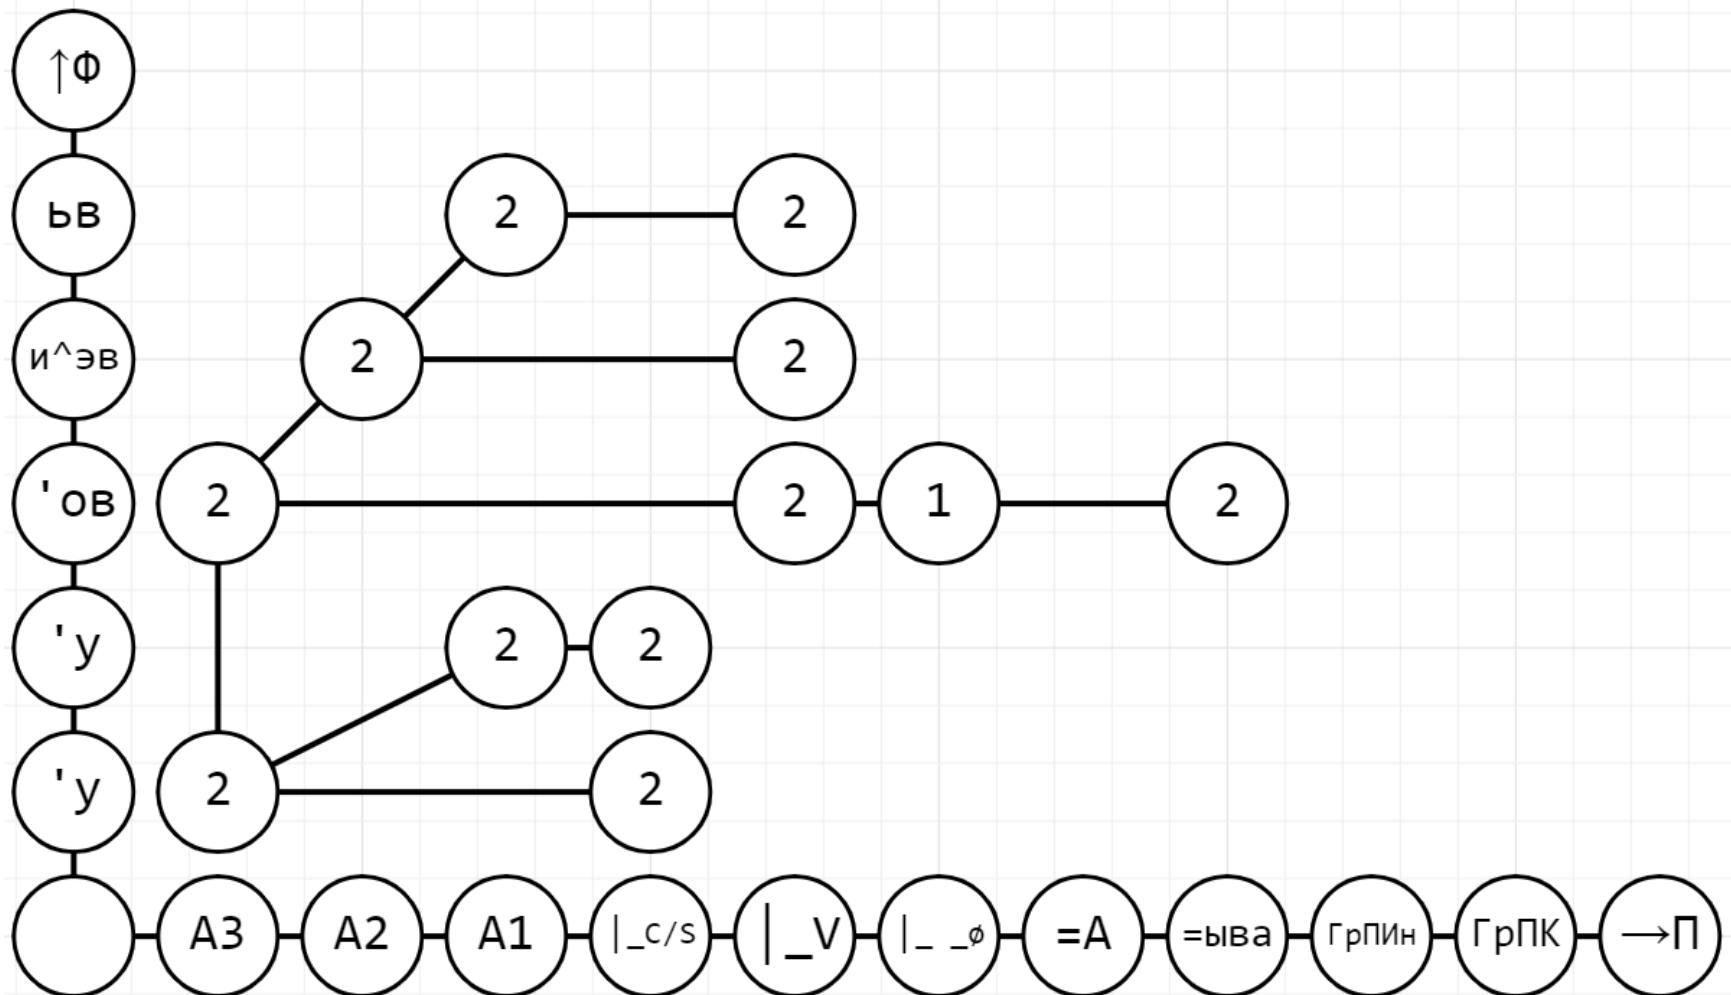 ↑Ф
ьв 2 2
и^эв 2 2
'ов 2 2 1 2
'у 2 2
'у 2 2
А3 А2 А1 |_C/S |_V |_ _ø =А =ыва ГрПИн ГрПК →П